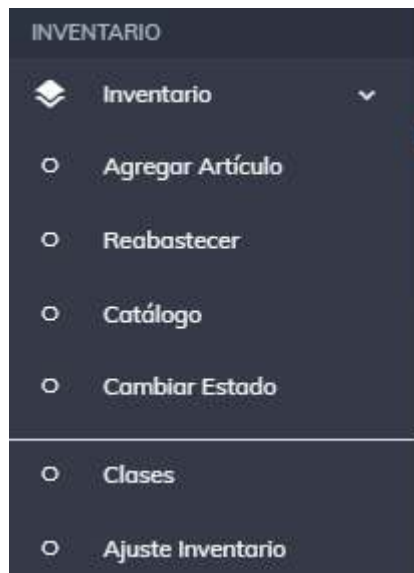 INVENTARIO
Inventario
Agregar Artículo
Reabastecer
Catálogo
Cambiar Estado
Clases
Ajuste Inventario